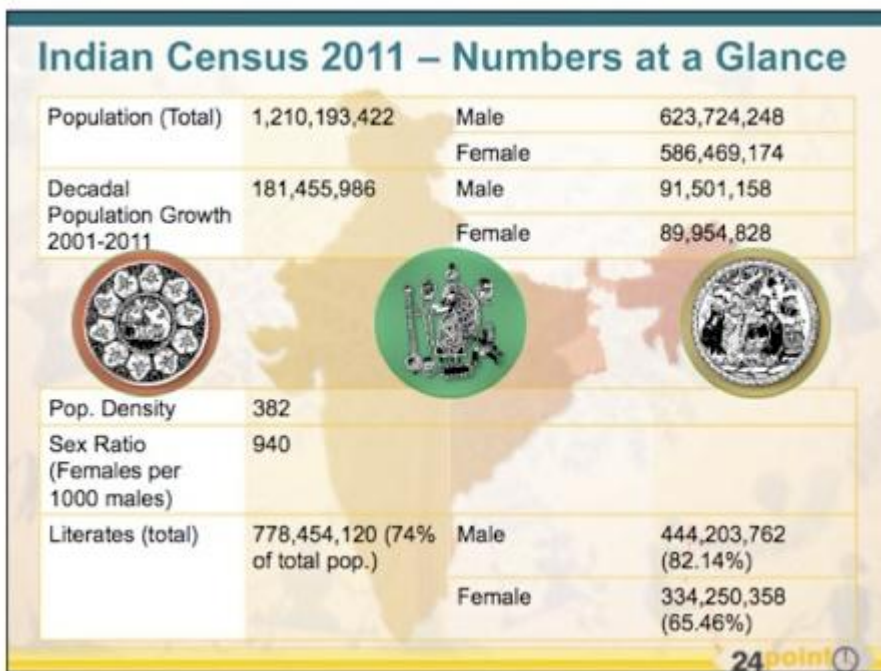 Indian Census 2011 – Numbers at a Glance
Population (Total) 1,210,193,422 Male 623,724,248
Female 586,469,174
Decadal 181,455,986 Male 91,501,158
Population Growth
2001-2011 Female 89,954,828
Pop. Density 382
Sex Ratio 940
(Females per
1000 males)
Literates (total) 778,454,120 (74% Male 444,203,762
of total pop.) (82.14%)
Female 334,250,358
(65.46%)
24point